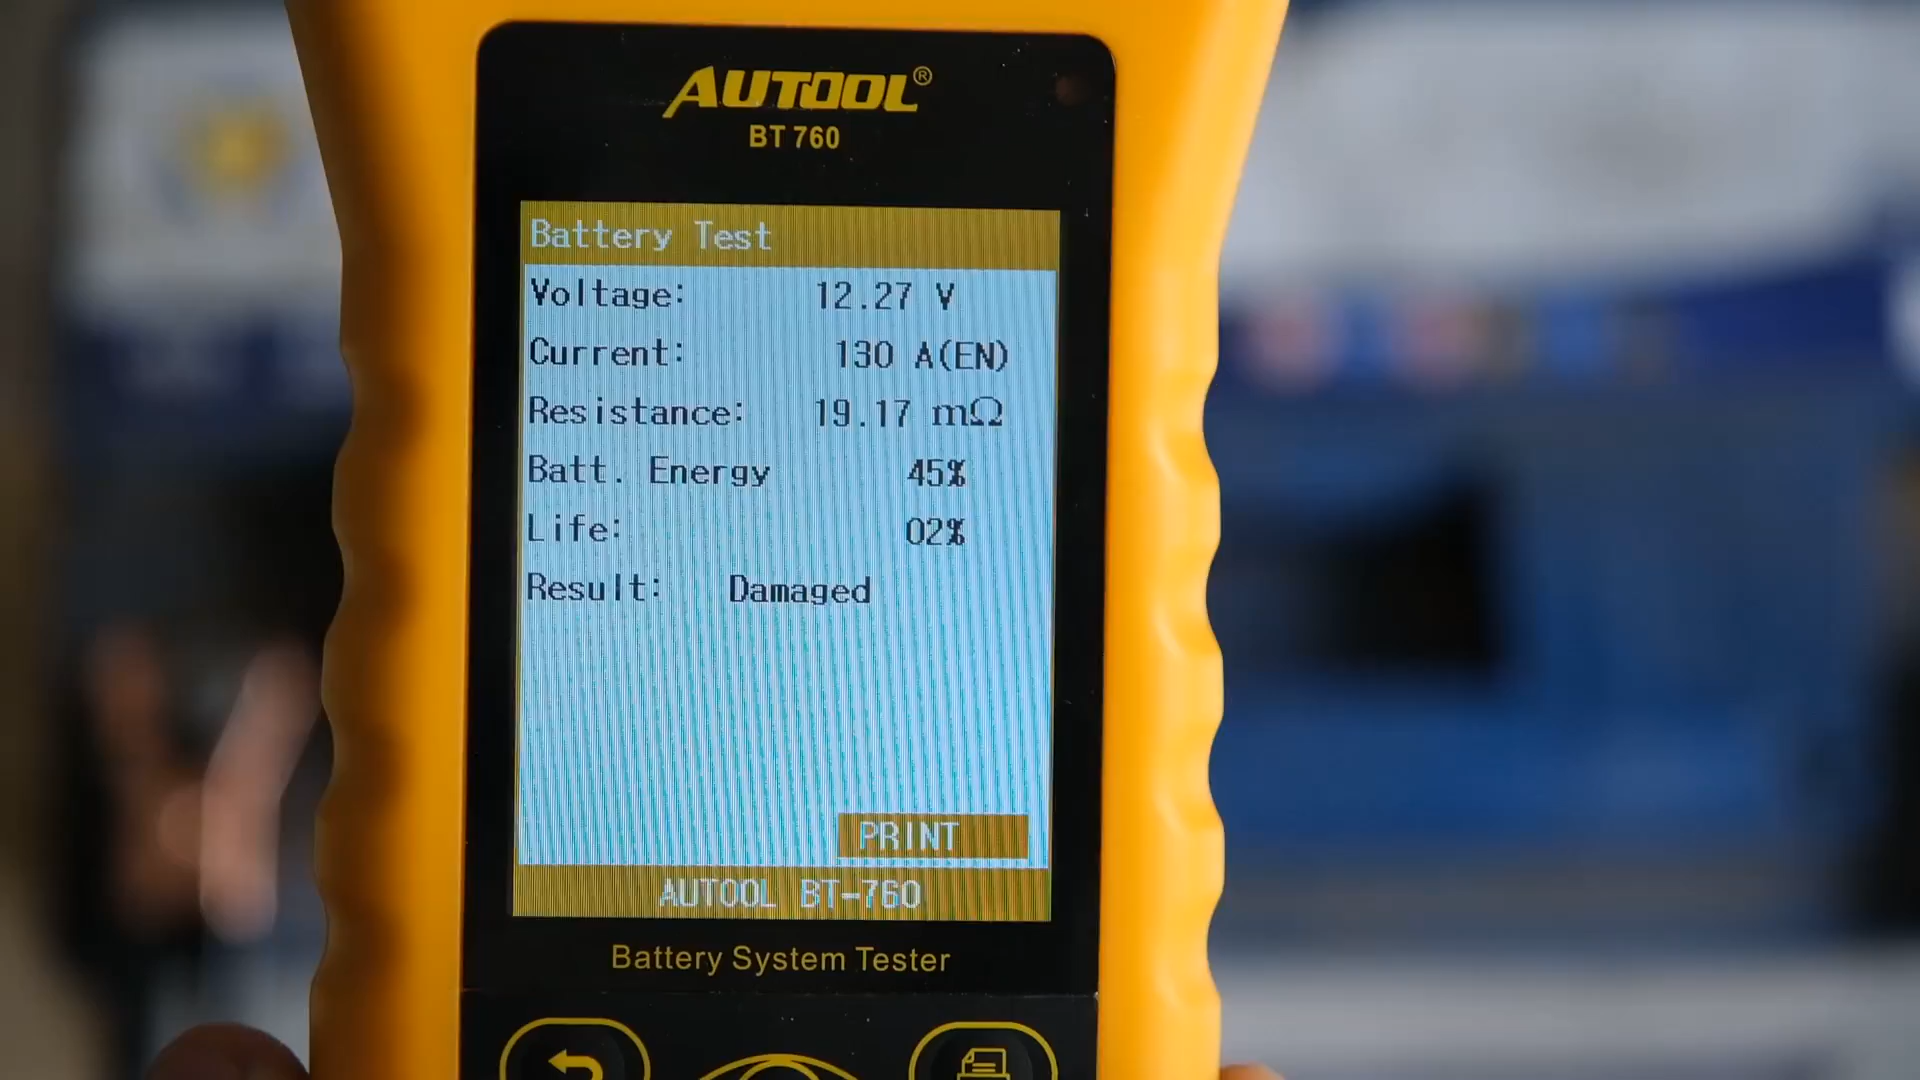 AUTOOL®
BT 760
Battery Test
Voltage: 12.27 V
Current: 130 A(EN)
Resistance: 19.17 mΩ
Batt. Energy 45%
Life: 02%
Result: Damaged
PRINT
AUTOOL BT-760
Battery System Tester